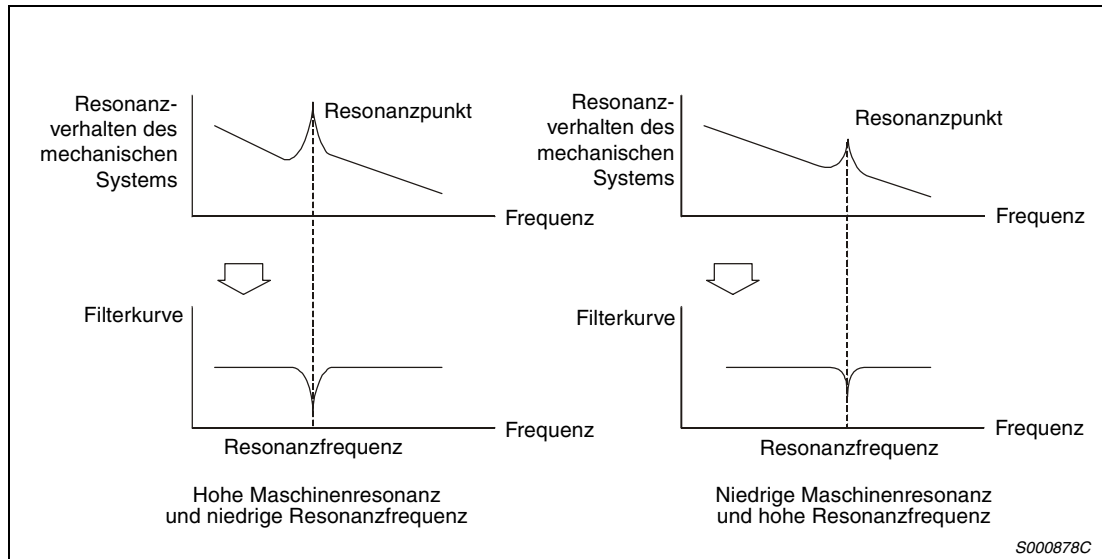 Resonanz-
verhalten des
mechanischen
Systems
Resonanzpunkt
Frequenz
Filterkurve
Frequenz
Resonanzfrequenz
Hohe Maschinenresonanz
und niedrige Resonanzfrequenz
Resonanz-
verhalten des
mechanischen
Systems
Resonanzpunkt
Frequenz
Filterkurve
Frequenz
Resonanzfrequenz
Niedrige Maschinenresonanz
und hohe Resonanzfrequenz
S000878C